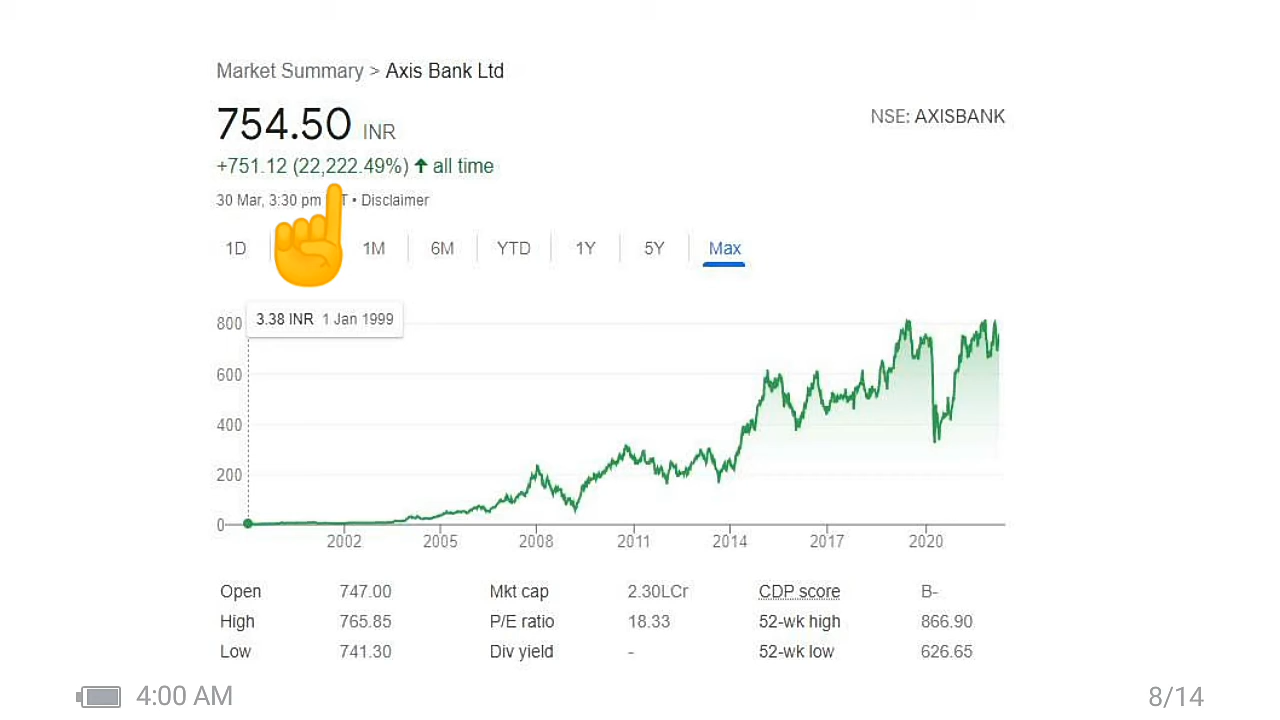 Market Summary > Axis Bank Ltd
754.50 INR
NSE: AXISBANK
+751.12 (22,222.49%) ↑ all time
30 Mar, 3:30 pm T • Disclaimer
1D 1M 6M YTD 1Y 5Y Max
3.38 INR 1 Jan 1999
800
600
400
200
0
2002 2005 2008 2011 2014 2017 2020
Open 747.00 Mkt cap 2.30LCr CDP score B-
High 765.85 P/E ratio 18.33 52-wk high 866.90
Low 741.30 Div yield - 52-wk low 626.65
4:00 AM 8/14